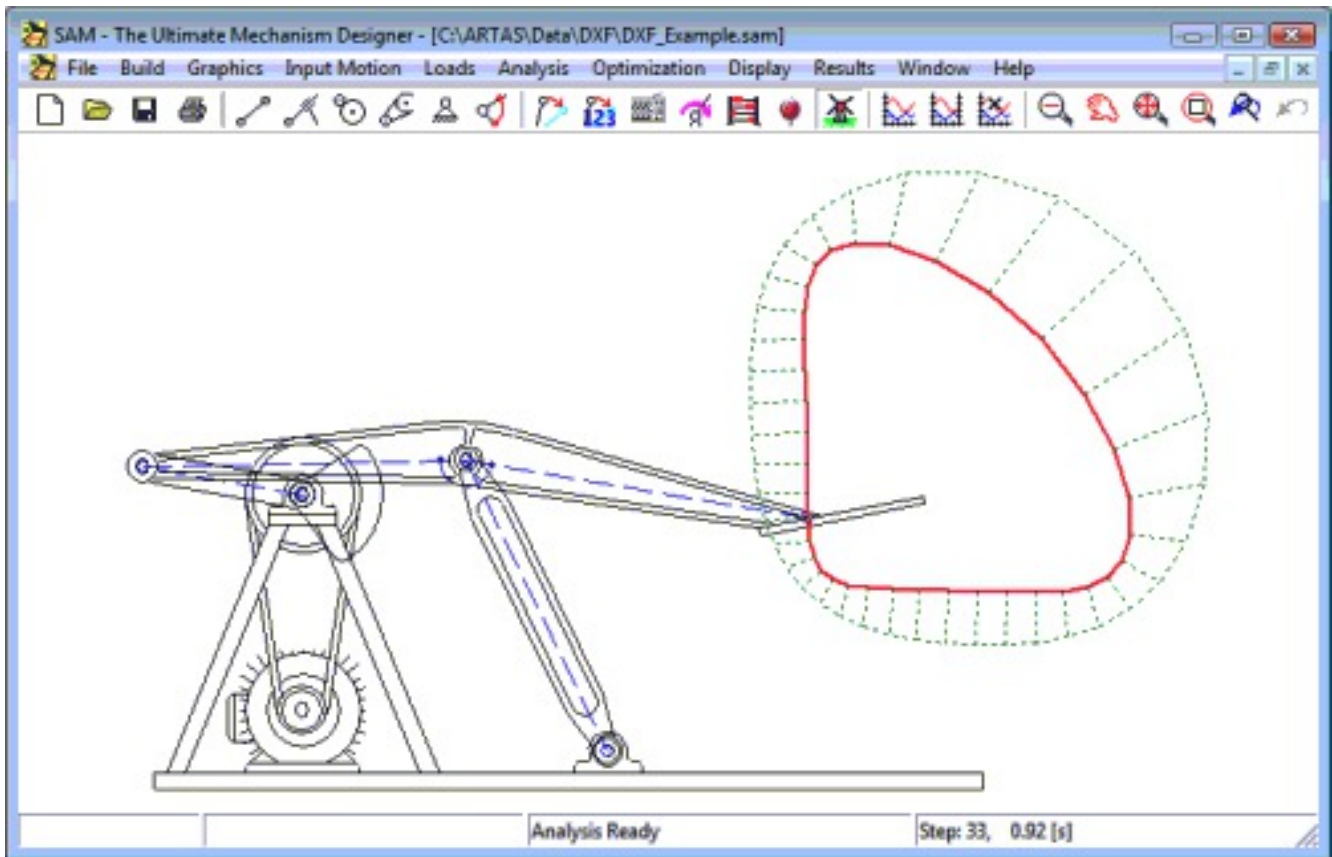 SAM - The Ultimate Mechanism Designer - [C:\ARTAS\Data\DXF\DXF_Example.sam]
File Build Graphics Input Motion Loads Analysis Optimization Display Results Window Help
123
Analysis Ready Step: 33, 0.92 [s]